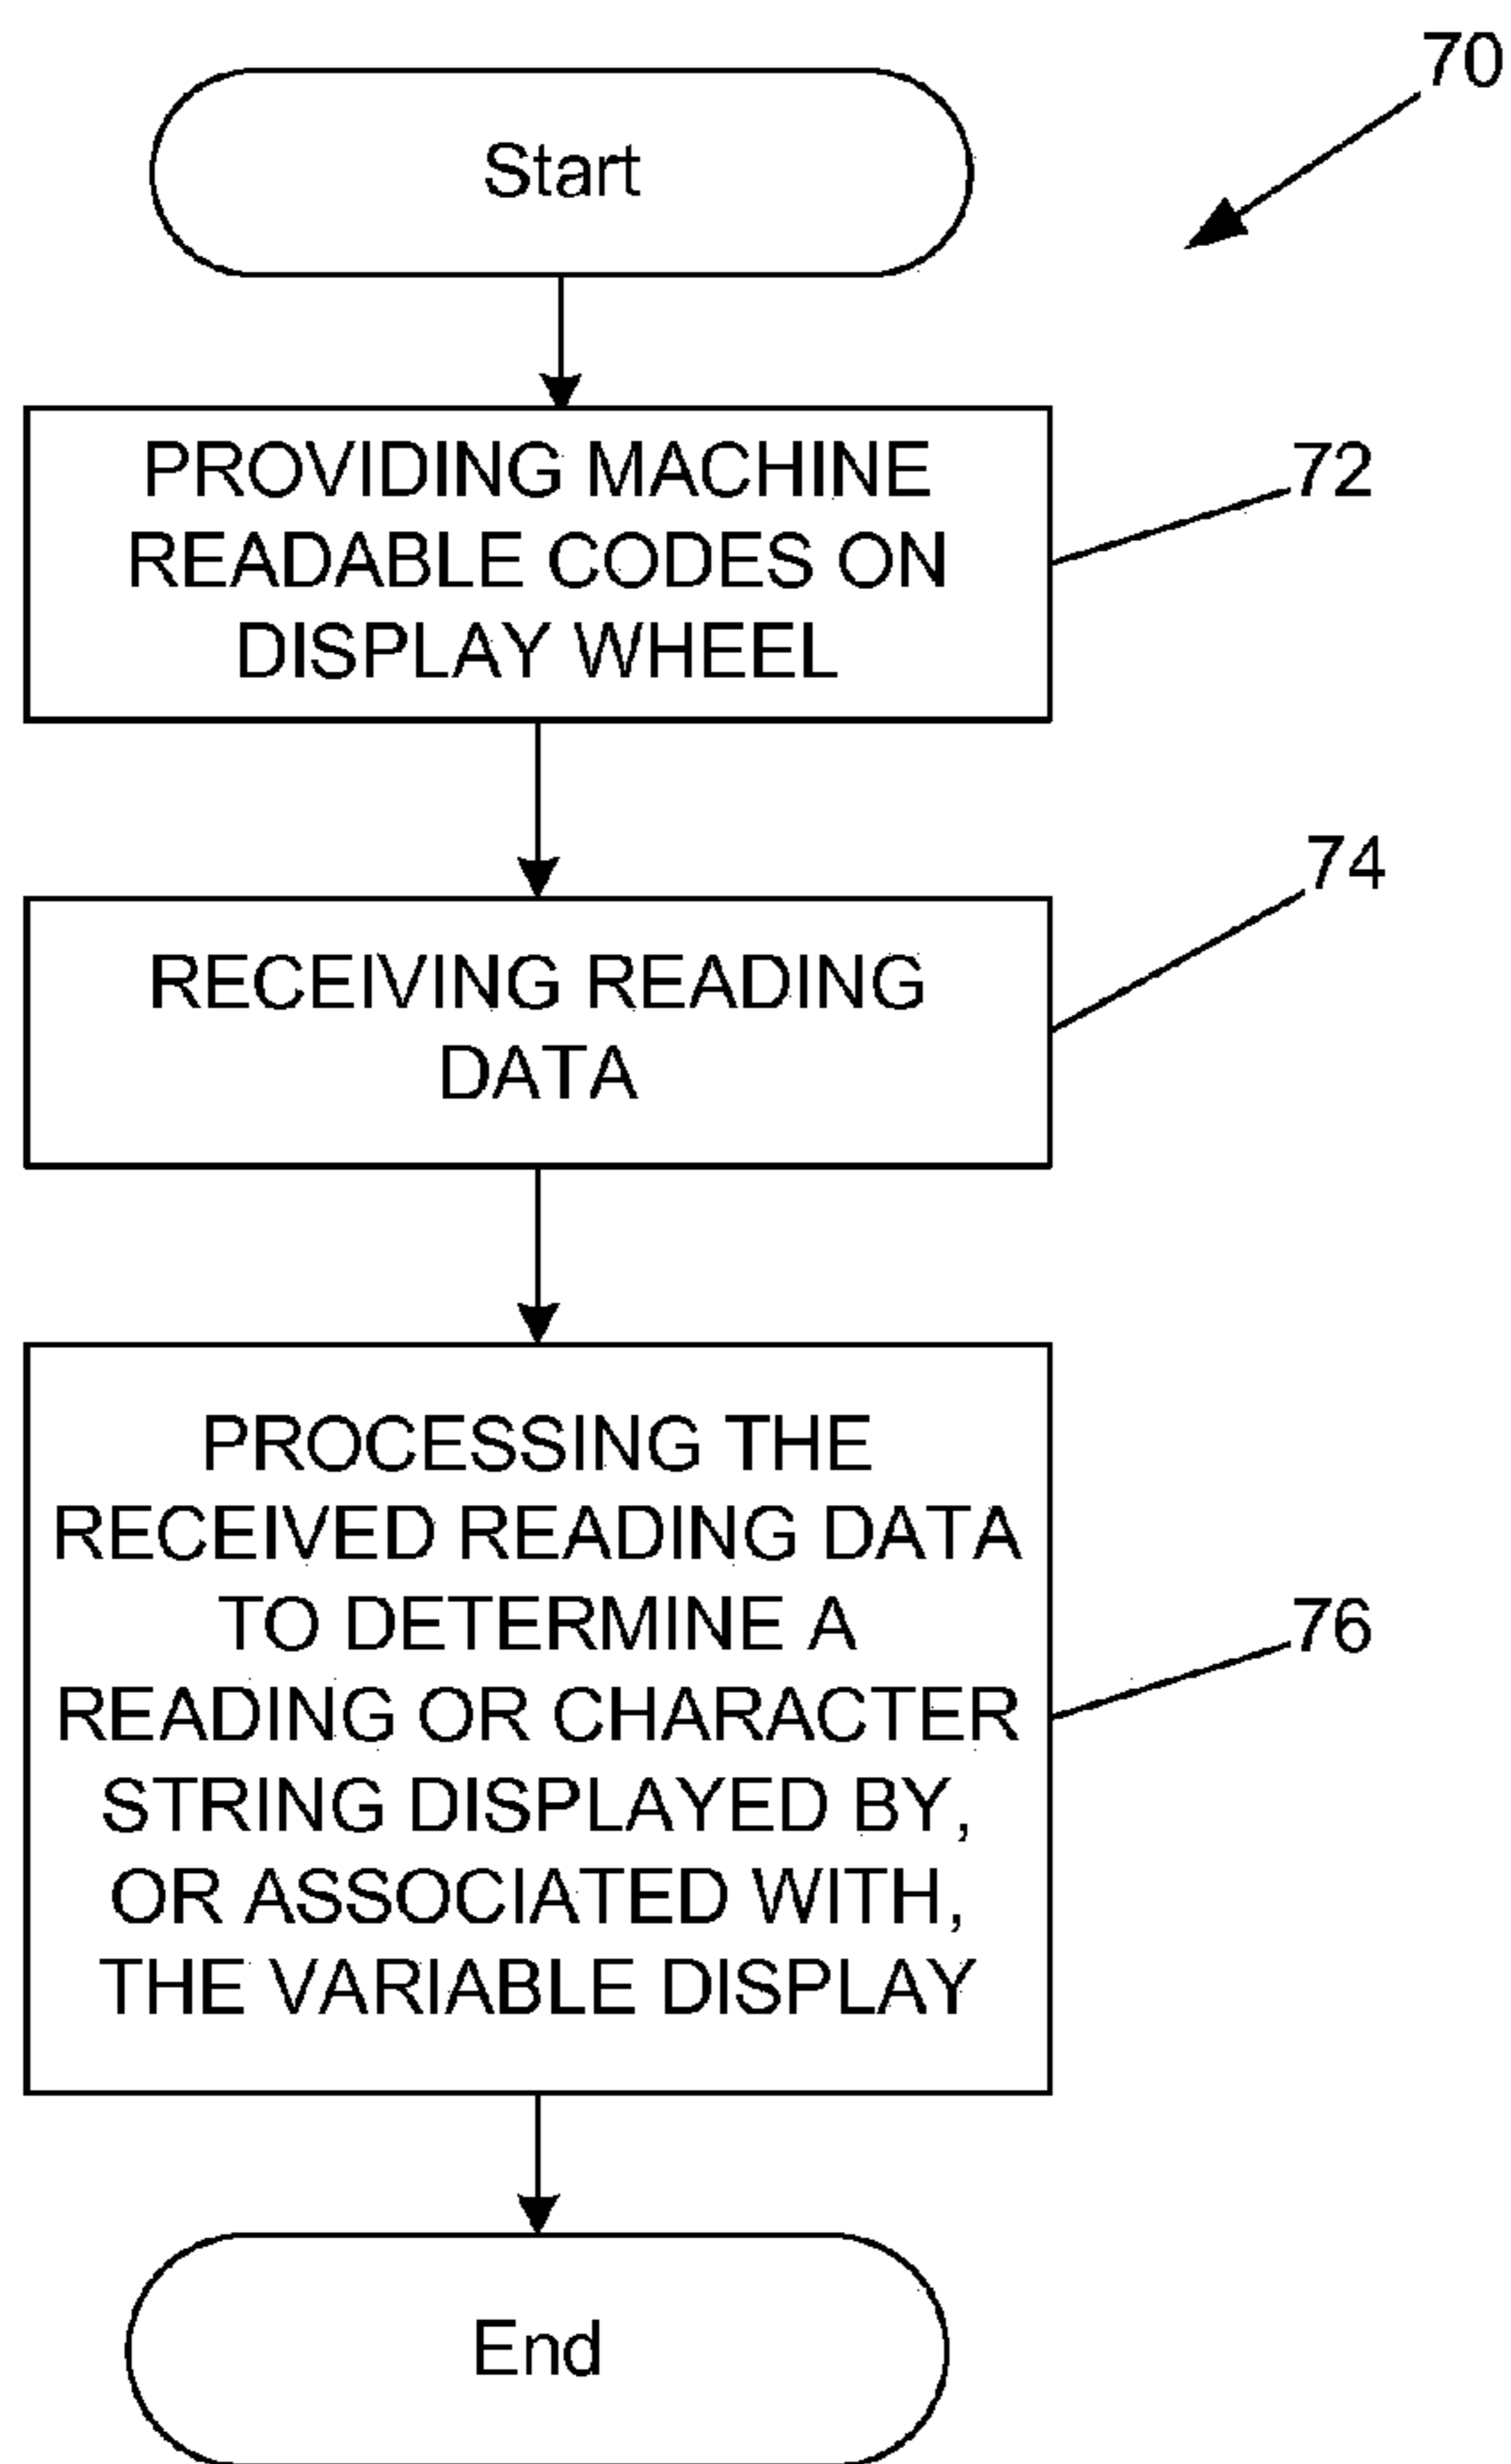 70
Start
PROVIDING MACHINE
READABLE CODES ON
DISPLAY WHEEL
72
74
RECEIVING READING
DATA
PROCESSING THE
RECEIVED READING DATA
TO DETERMINE A
READING OR CHARACTER
STRING DISPLAYED BY,
OR ASSOCIATED WITH,
THE VARIABLE DISPLAY
76
End